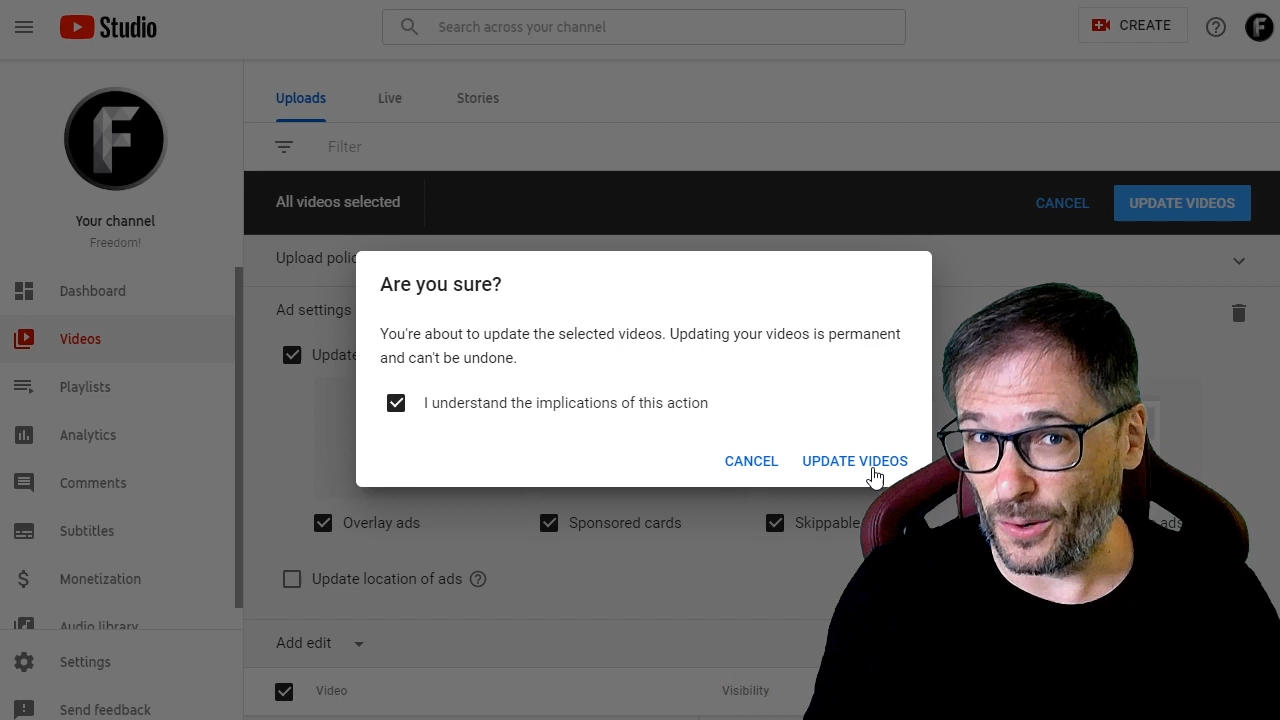 Studio
Search across your channel
CREATE
Your channel
Freedom!
Dashboard
Videos
Playlists
Analytics
Comments
Subtitles
Monetization
Audio library
Settings
Send feedback
Uploads
Live
Stories
Filter
All videos selected
CANCEL
UPDATE VIDEOS
Ad settings
Are you sure?
You're about to update the selected videos. Updating your videos is permanent
and can't be undone.
I understand the implications of this action
CANCEL
UPDATE VIDEOS
Overlay ads
Sponsored cards
Skippable
ads
Update location of ads
Add edit
Video
Visibility